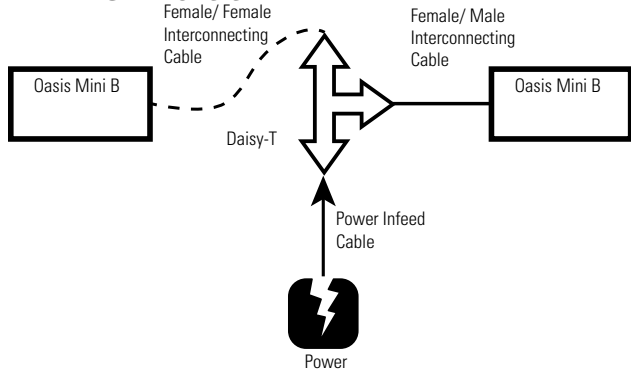 Female/ Female
Interconnecting
Cable
Female/ Male
Interconnecting
Cable
Oasis Mini B
Oasis Mini B
Daisy-T
Power Infeed
Cable
Power